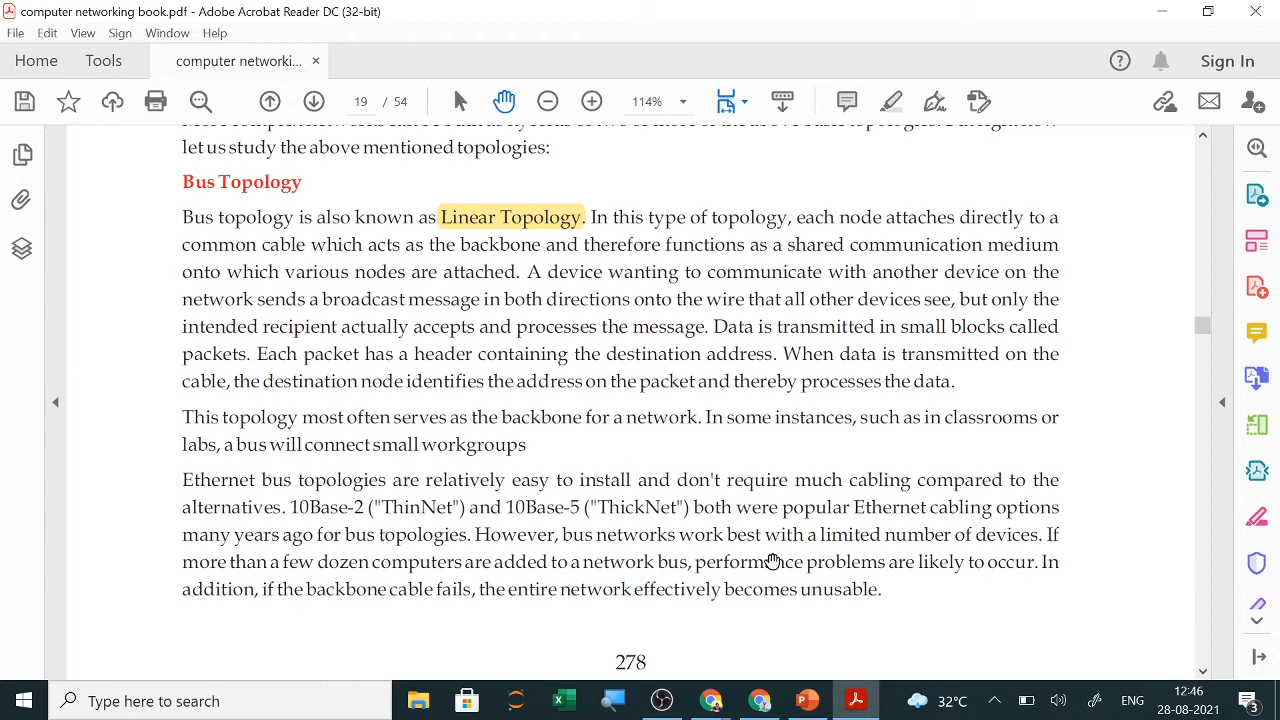 computer networking book.pdf - Adobe Acrobat Reader DC (32-bit)
File Edit View Sign Window Help
Home Tools computer networki... × Sign In
19 / 54 114%
let us study the above mentioned topologies:
Bus Topology
Bus topology is also known as Linear Topology. In this type of topology, each node attaches directly to a
common cable which acts as the backbone and therefore functions as a shared communication medium
onto which various nodes are attached. A device wanting to communicate with another device on the
network sends a broadcast message in both directions onto the wire that all other devices see, but only the
intended recipient actually accepts and processes the message. Data is transmitted in small blocks called
packets. Each packet has a header containing the destination address. When data is transmitted on the
cable, the destination node identifies the address on the packet and thereby processes the data.
This topology most often serves as the backbone for a network. In some instances, such as in classrooms or
labs, a bus will connect small workgroups
Ethernet bus topologies are relatively easy to install and don't require much cabling compared to the
alternatives. 10Base-2 ("ThinNet") and 10Base-5 ("ThickNet") both were popular Ethernet cabling options
many years ago for bus topologies. However, bus networks work best with a limited number of devices. If
more than a few dozen computers are added to a network bus, performance problems are likely to occur. In
addition, if the backbone cable fails, the entire network effectively becomes unusable.
278
Type here to search 32°C ENG 12:46
28-08-2021 3